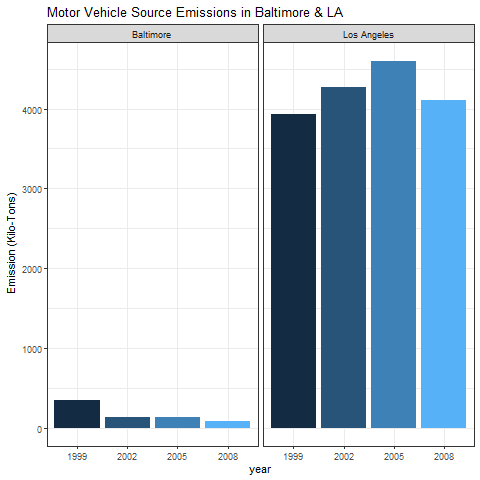 Motor Vehicle Source Emissions in Baltimore & LA
Baltimore
Los Angeles
Emission (Kilo-Tons)
4000
3000
2000
1000
0
1999 2002 2005 2008
1999 2002 2005 2008
year